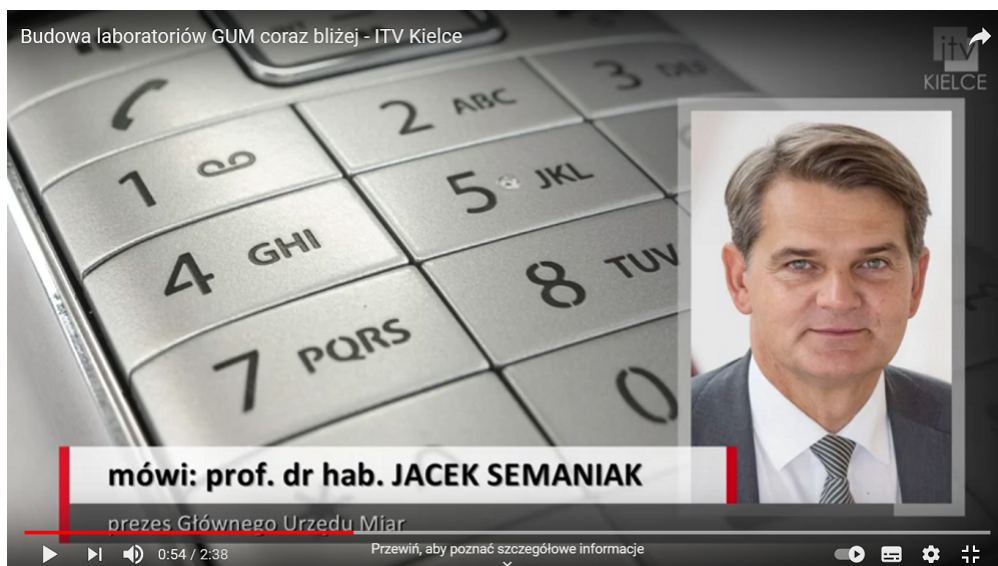 Budowa laboratoriów GUM coraz bliżej - ITV Kielce
itv
KIELCE
2 ABC
3 DEF
1
5 JKL
4 GHI
8 TUV
7 PQRS
0
mówi: prof. dr hab. JACEK SEMANIAK
prezes Głównego Urzędu Miar
0:54 / 2:38
Przewiń, aby poznać szczegółowe informacje